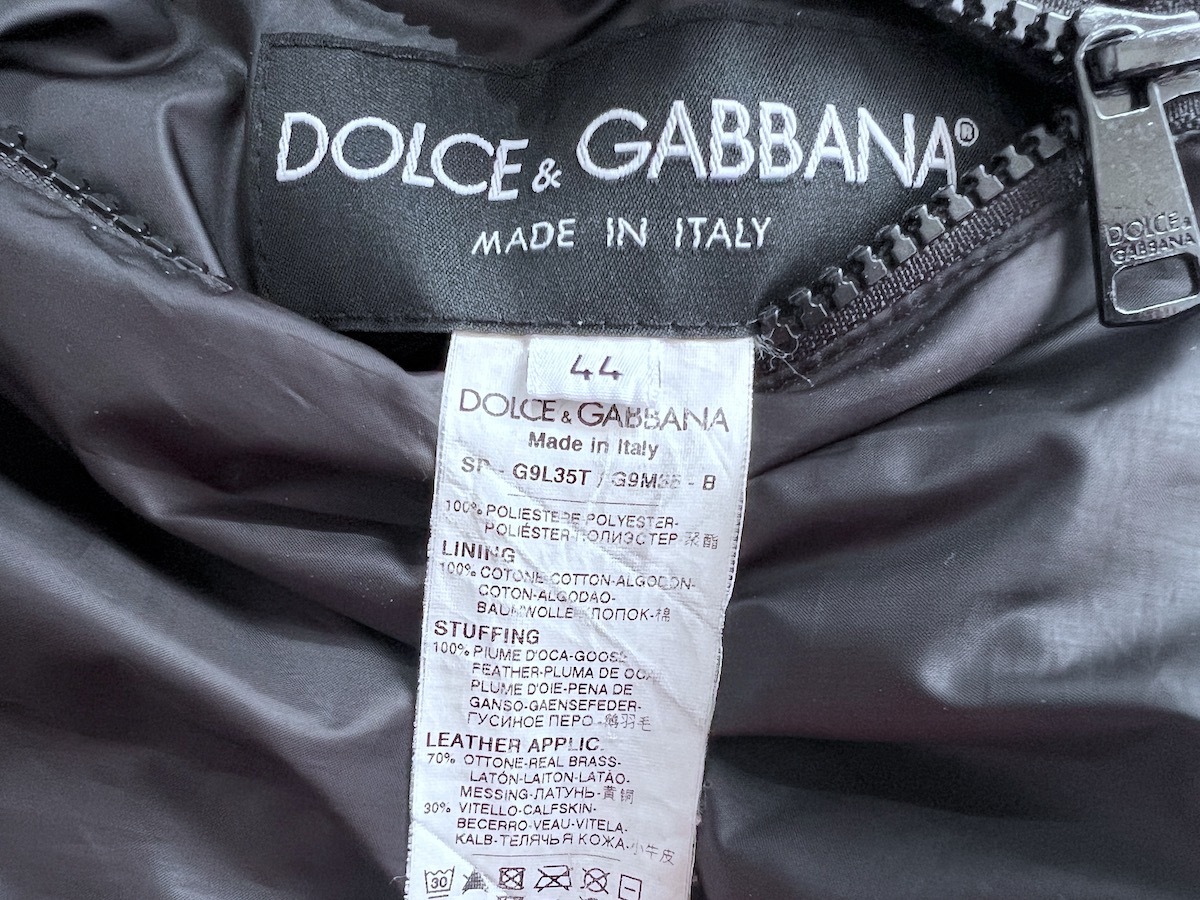 DOLCE & GABBANA®
MADE IN ITALY
DOLCE &
GABBANA
44
DOLCE & GABBANA
Made in Italy
G9L35T / - B
100% POLIESTERE POLYESTER-
POLIÉSTER-ПОЛИЭСТЕР-聚酯
LINING
100% COTONE-COTTON-ALGODON-
COTON-ALGODAO-
BAUMWOLLE-ХЛОПОК-棉
STUFFING
100% PIUME D'OCA-GOOSE
FEATHER-PLUMA DE OCA-
PLUME D'OIE-PENA DE
GANSO-GAENSEFEDER-
ГУСИНОЕ ПЕРО-鹅羽毛
LEATHER APPLIC.
70% OTTONE-REAL BRASS-
LATÓN-LAITON-LATÃO-
MESSING-ЛАТУНЬ-黄铜
30% VITELLO-CALFSKIN-
BECERRO-VEAU-VITELA-
KALB-ТЕЛЯЧЬЯ КОЖА-小牛皮
30